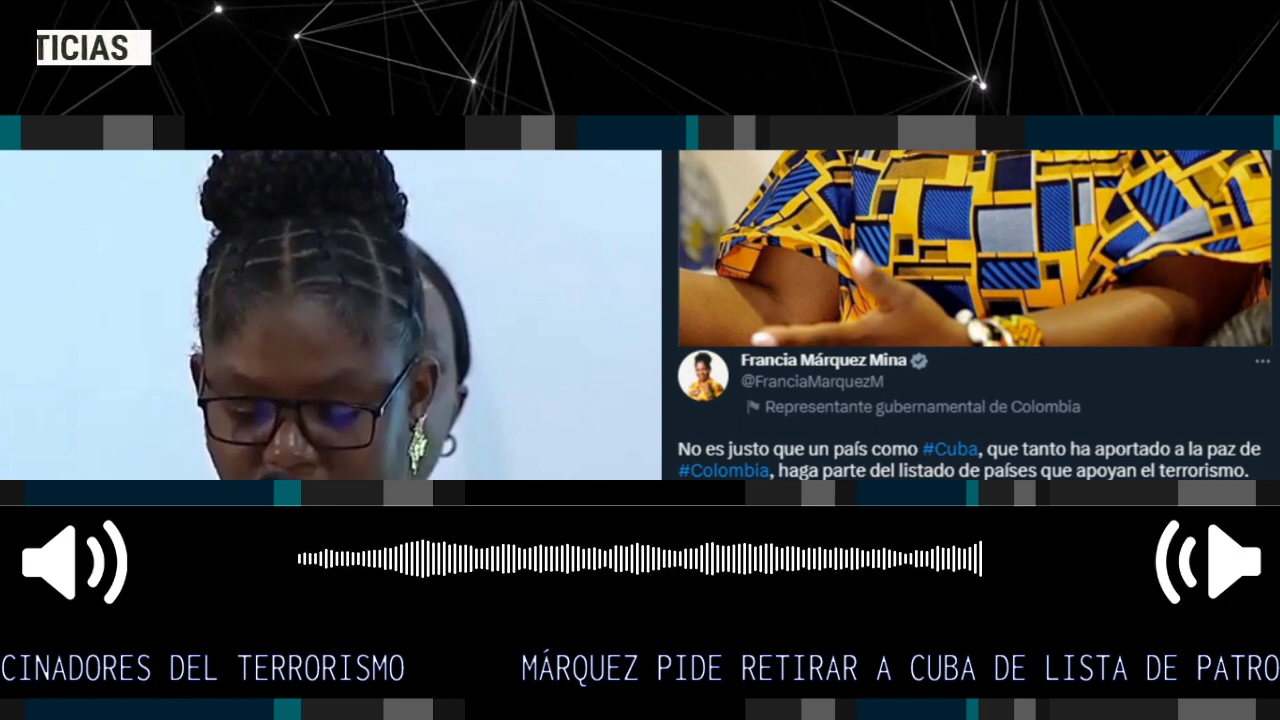 TICIAS
Francia Márquez Mina
@FranciaMarquezM
Representante gubernamental de Colombia
No es justo que un país como #Cuba, que tanto ha aportado a la paz de
#Colombia, haga parte del listado de países que apoyan el terrorismo.
CINADORES DEL TERRORISMO MÁRQUEZ PIDE RETIRAR A CUBA DE LISTA DE PATRO